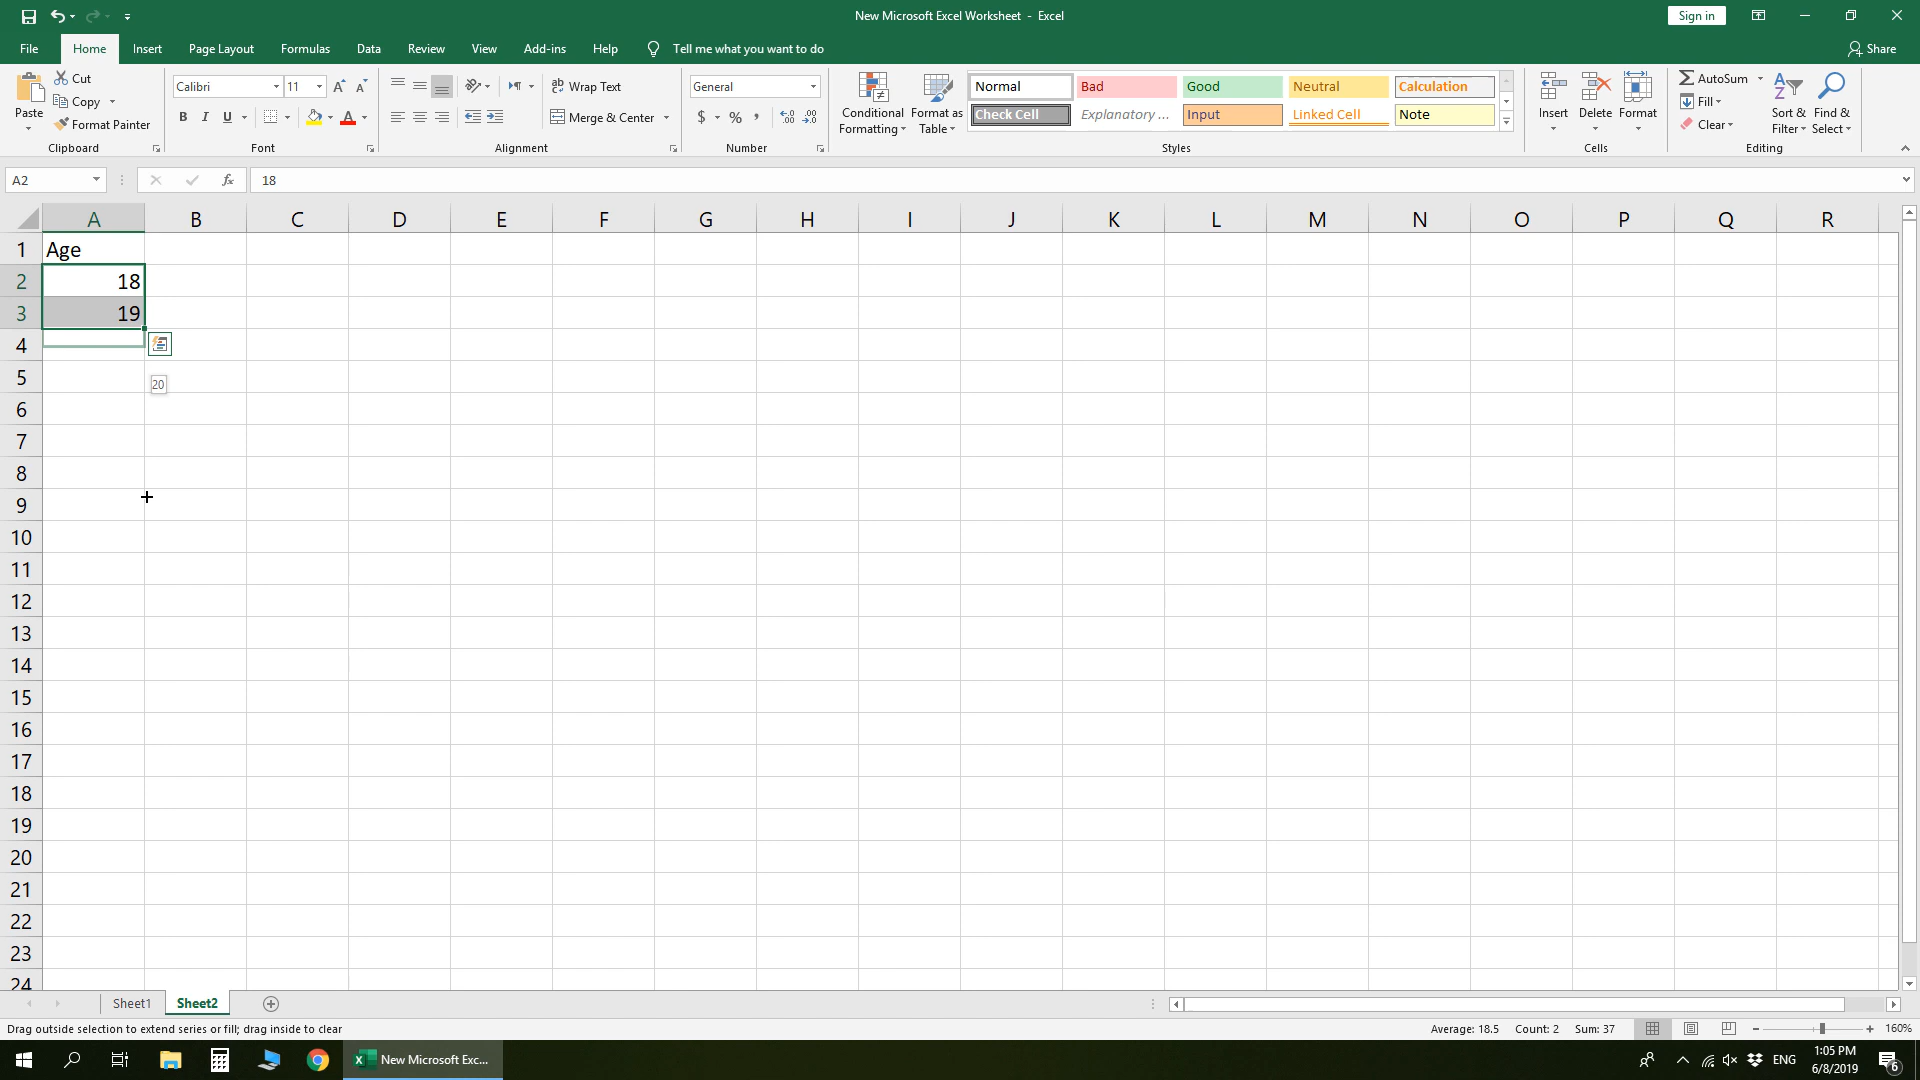 New Microsoft Excel Worksheet - Excel
Sign in
File Home Insert Page Layout Formulas Data Review View Add-ins Help Tell me what you want to do
Share
Paste
Cut
Copy
Format Painter
Clipboard
Calibri 11
B I U
Font
Wrap Text
Merge & Center
Alignment
General
$ % ,
Number
Conditional Formatting
Format as Table
Normal Bad Good Neutral Calculation
Check Cell Explanatory ... Input Linked Cell Note
Styles
Insert Delete Format
Cells
AutoSum
Fill
Clear
Sort & Filter
Find & Select
Editing
A2
fx
18
A B C D E F G H I J K L M N O P Q R
1 Age
2 18
3 19
4
5 20
6
7
8
9
10
11
12
13
14
15
16
17
18
19
20
21
22
23
24
Sheet1 Sheet2
Drag outside selection to extend series or fill; drag inside to clear
Average: 18.5 Count: 2 Sum: 37
160%
New Microsoft Exc...
ENG
1:05 PM
6/8/2019
6